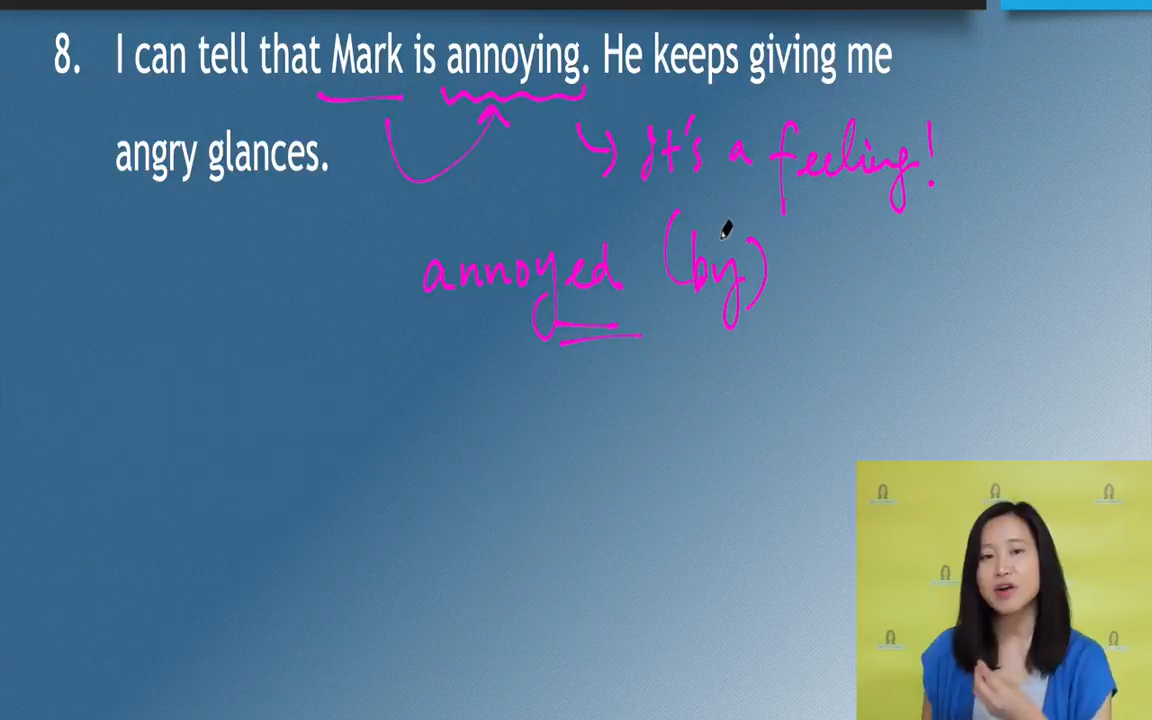 8. I can tell that Mark is annoying. He keeps giving me
angry glances.
It's a feeling!
annoyed (by)